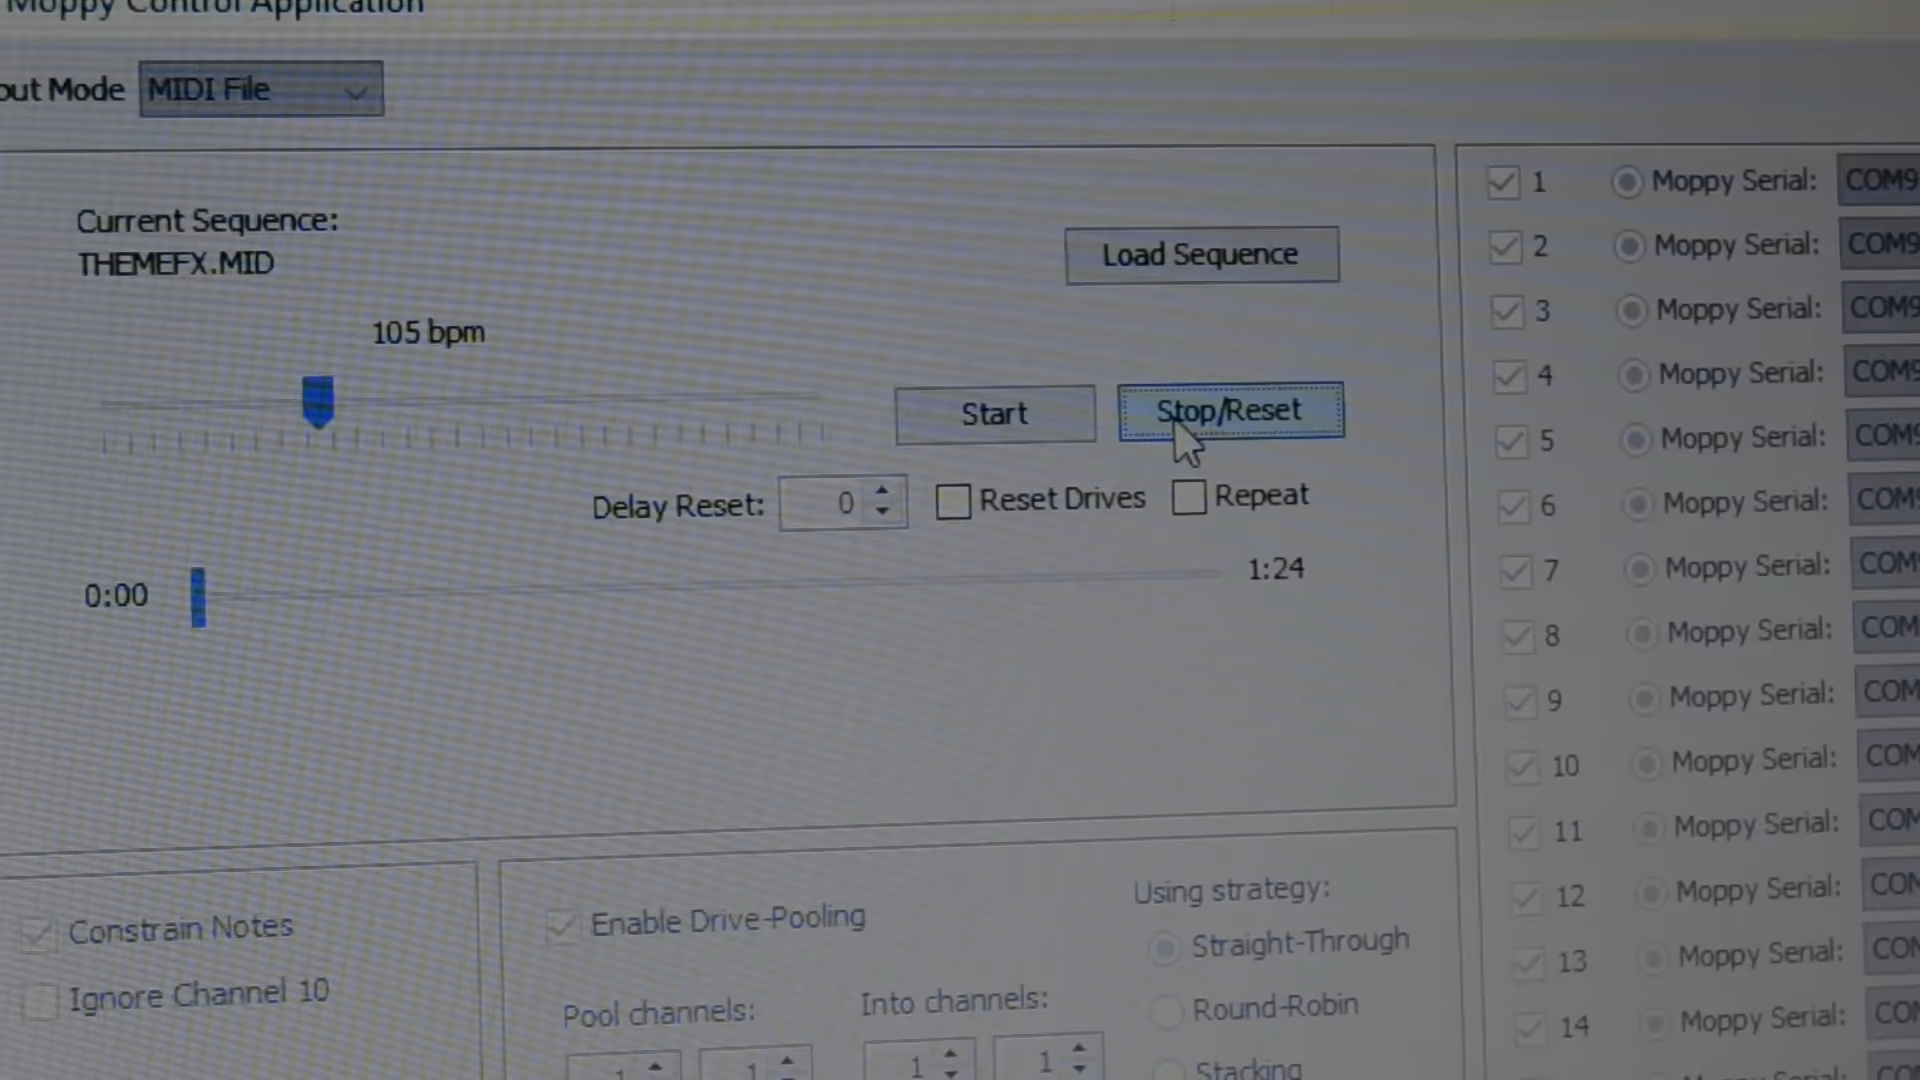 Moppy Control Application
out Mode MIDI File
Current Sequence:
THEMEFX.MID
Load Sequence
105 bpm
Start Stop/Reset
Delay Reset: 0 Reset Drives Repeat
0:00 1:24
Constrain Notes
Ignore Channel 10
Enable Drive-Pooling
Pool channels: Into channels:
1 1 1 1
Using strategy:
Straight-Through
Round-Robin
Stacking
1 Moppy Serial: COM9
2 Moppy Serial: COM9
3 Moppy Serial: COM9
4 Moppy Serial: COM9
5 Moppy Serial: COM9
6 Moppy Serial: COM9
7 Moppy Serial: COM
8 Moppy Serial: COM
9 Moppy Serial: COM
10 Moppy Serial: COM
11 Moppy Serial: COM
12 Moppy Serial: COM
13 Moppy Serial: COM
14 Moppy Serial: COM